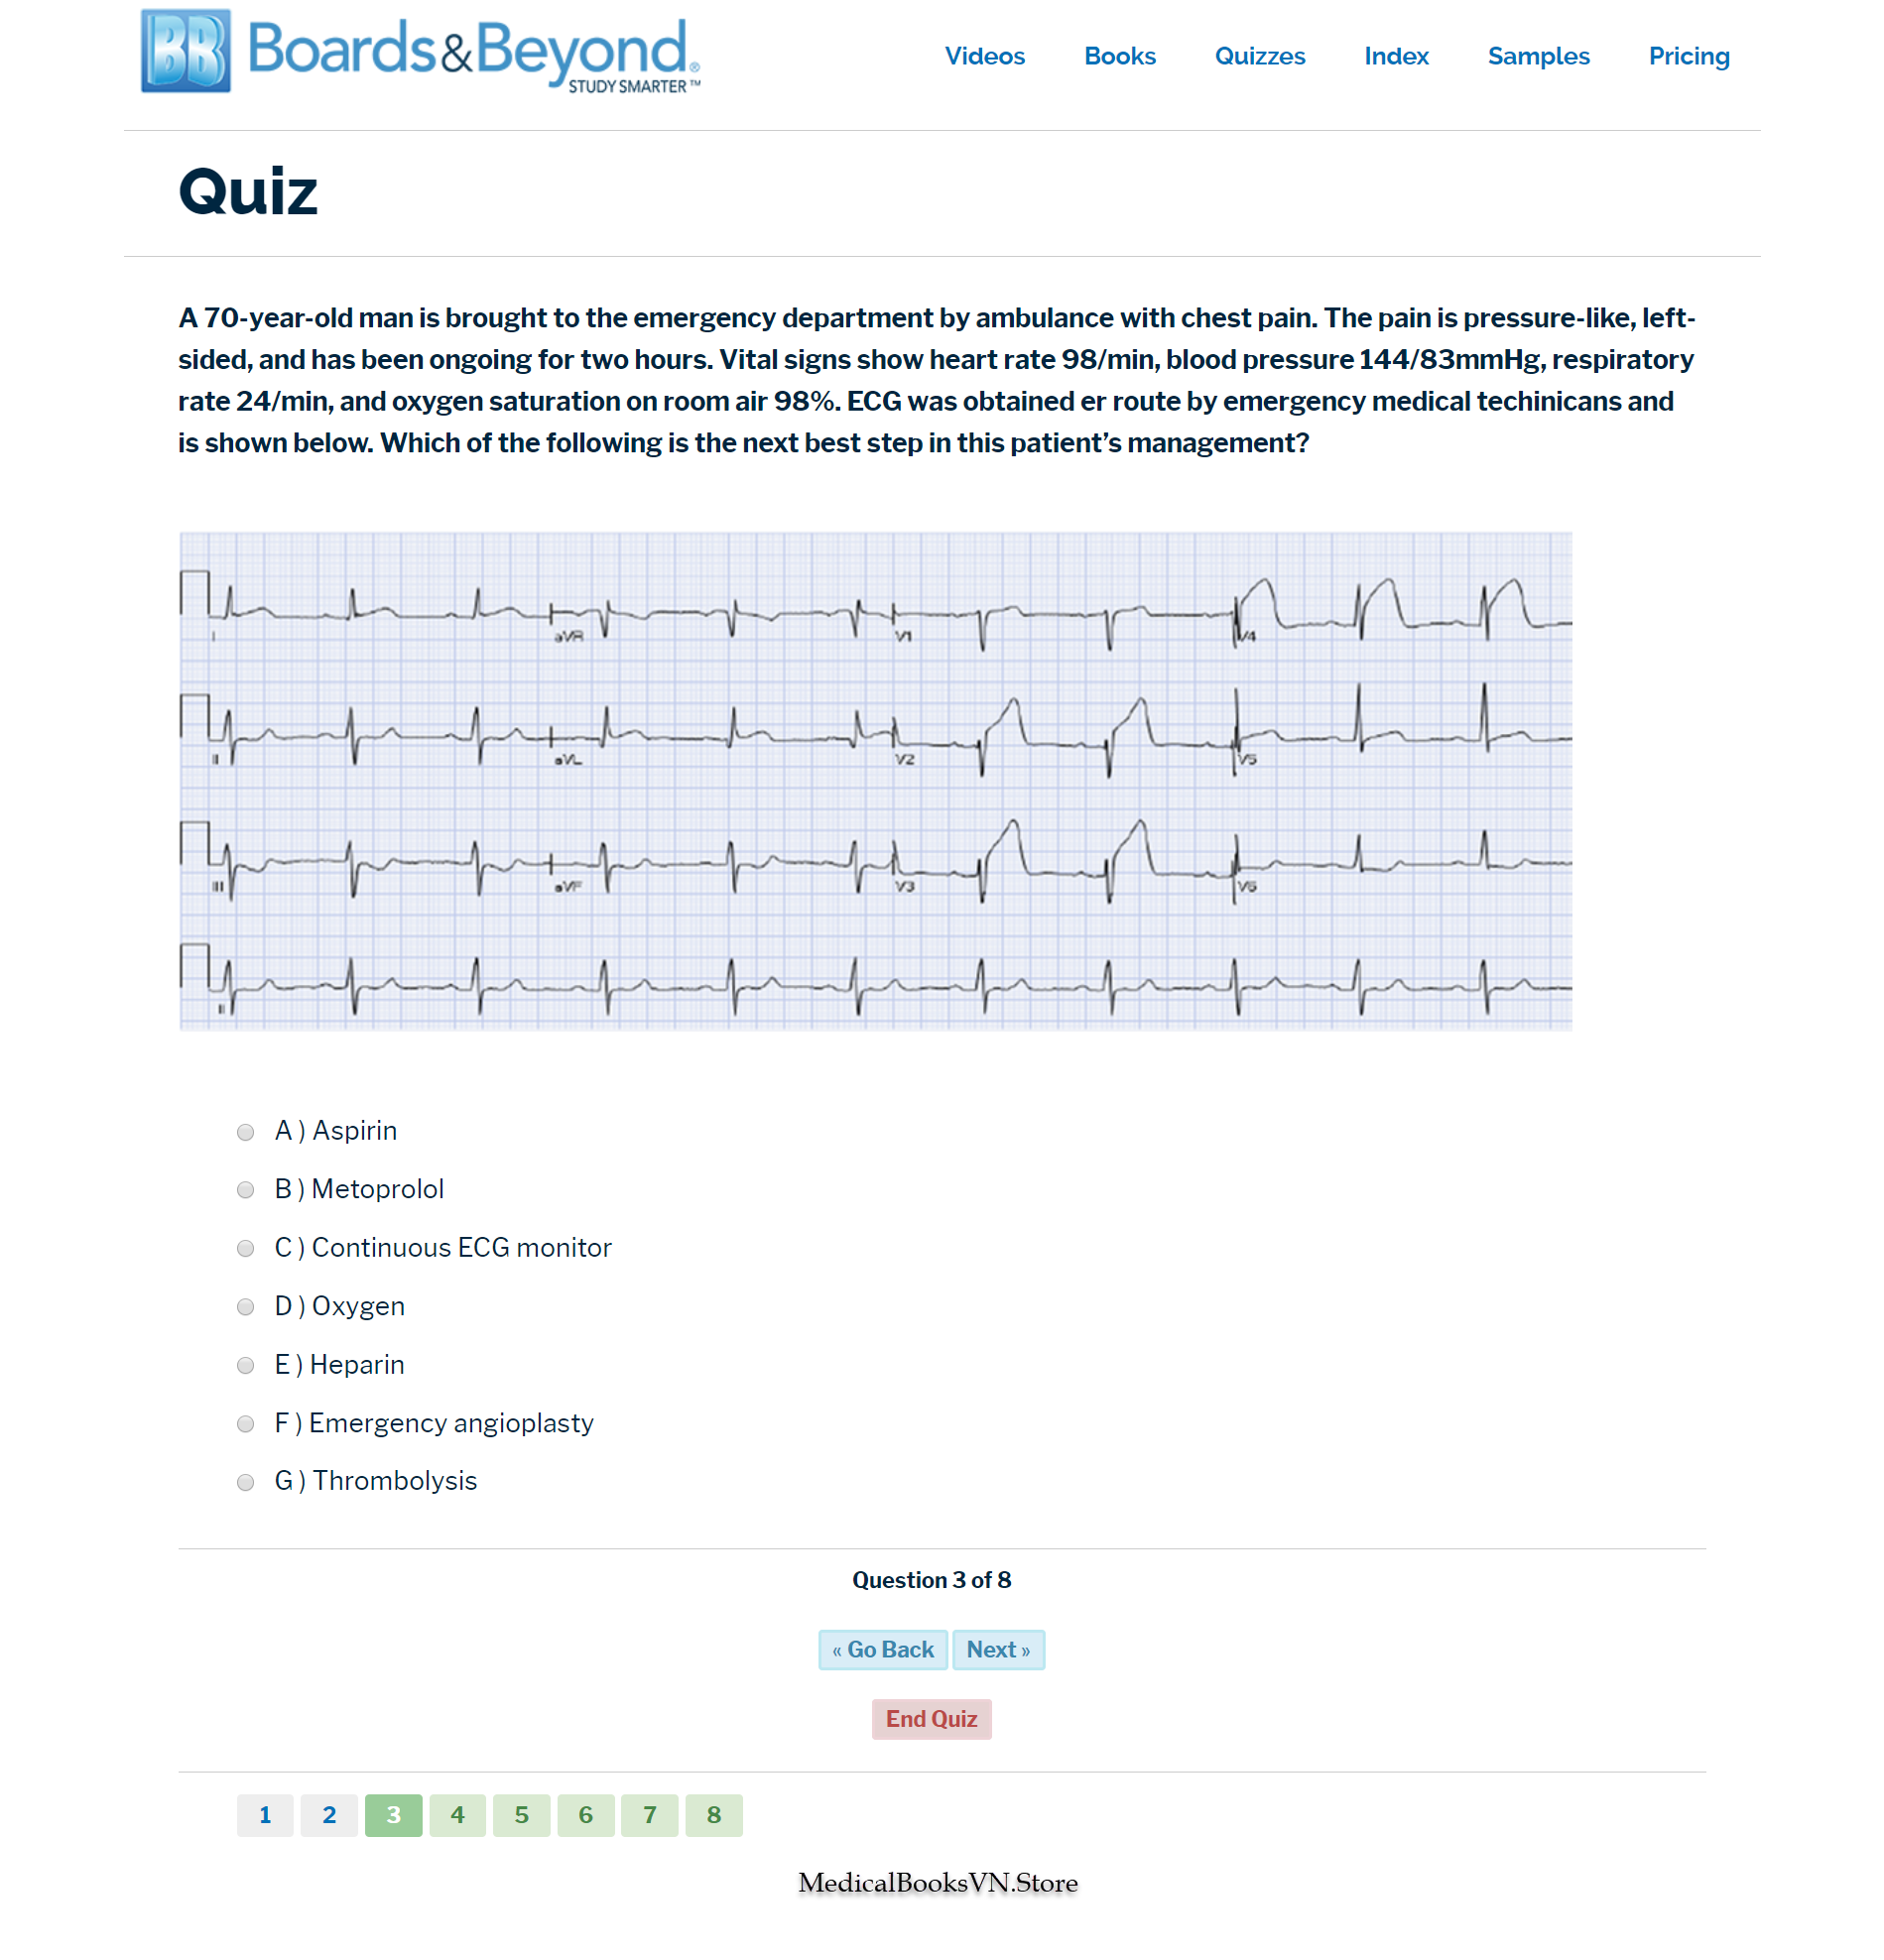 BB Boards&Beyond®
STUDY SMARTER™
Videos Books Quizzes Index Samples Pricing
Quiz
A 70-year-old man is brought to the emergency department by ambulance with chest pain. The pain is pressure-like, left-
sided, and has been ongoing for two hours. Vital signs show heart rate 98/min, blood pressure 144/83mmHg, respiratory
rate 24/min, and oxygen saturation on room air 98%. ECG was obtained er route by emergency medical techinicans and
is shown below. Which of the following is the next best step in this patient’s management?
I aVR V1 V4
II aVL V2 V5
III aVF V3 V6
II
A ) Aspirin
B ) Metoprolol
C ) Continuous ECG monitor
D ) Oxygen
E ) Heparin
F ) Emergency angioplasty
G ) Thrombolysis
Question 3 of 8
« Go Back Next »
End Quiz
1 2 3 4 5 6 7 8
MedicalBooksVN.Store